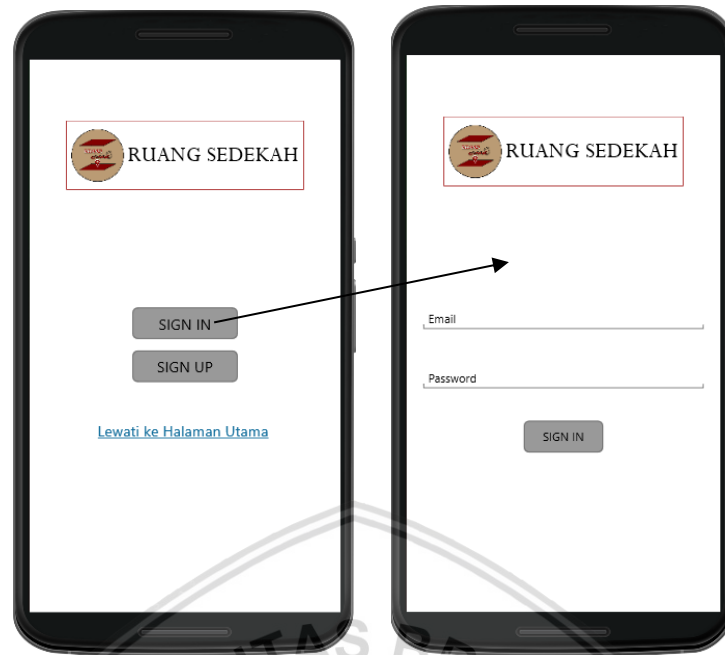 RUANG SEDEKAH
SIGN IN
SIGN UP
Lewati ke Halaman Utama
RUANG SEDEKAH
Email
Password
SIGN IN